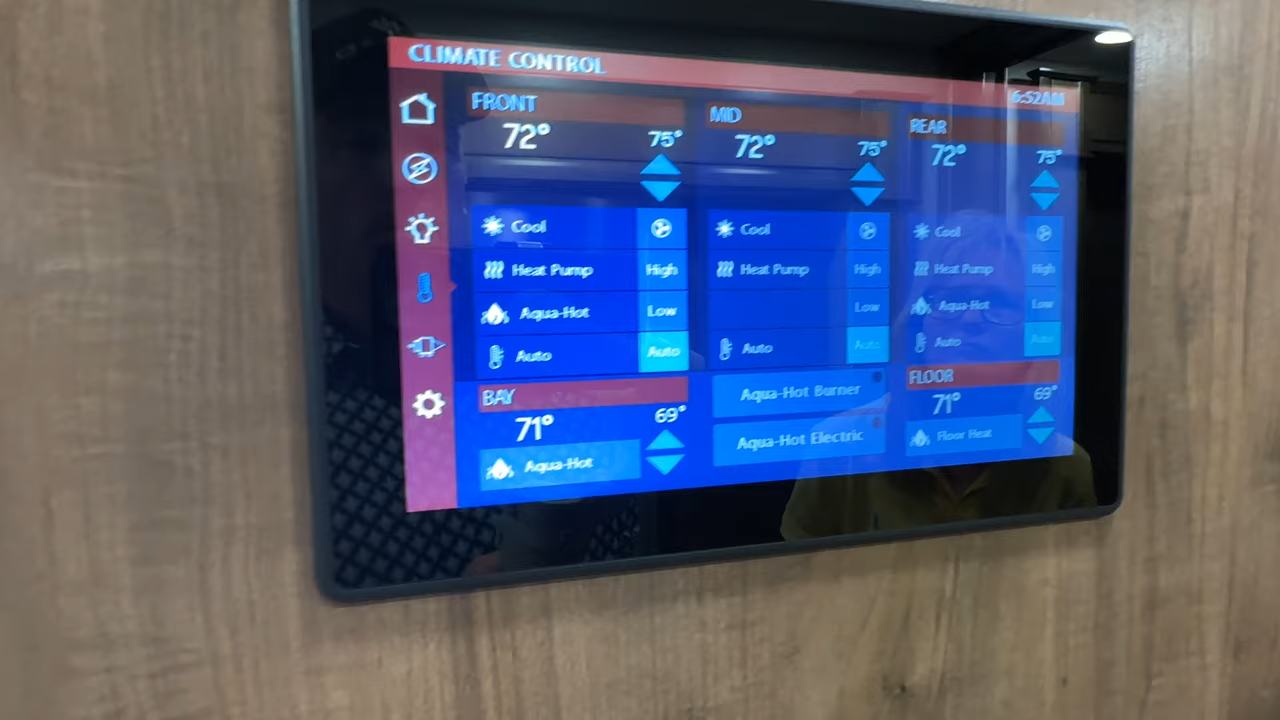 CLIMATE CONTROL
6:52AM
FRONT
72° 75°
Cool
Heat Pump High
Aqua-Hot Low
Auto Auto
MID
72° 75°
Cool
Heat Pump High
Low
Auto Auto
REAR
72° 75°
Cool
Heat Pump High
Aqua-Hot Low
Auto Auto
BAY
71° 69°
Aqua-Hot
Aqua-Hot Burner
Aqua-Hot Electric
FLOOR
71° 69°
Floor Heat